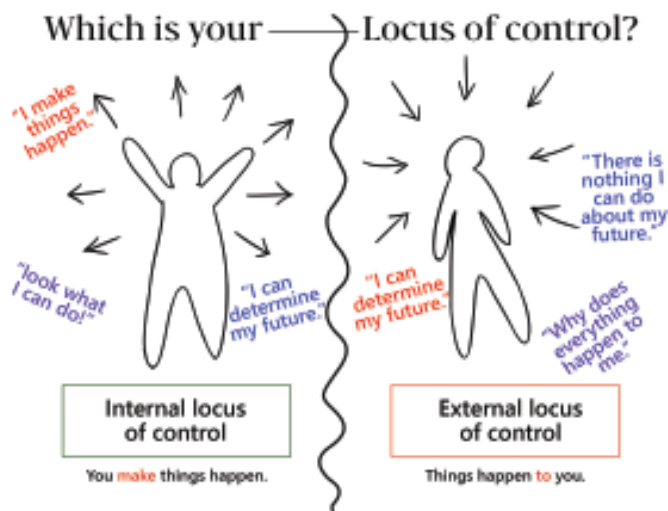 Which is your
Locus of control?
"I make
things
happen."
"look what
I can do!"
"I can
determine
my future."
Internal locus
of control
You make things happen.
"There is
nothing I
can do
about my
future."
"I can
determine
my future."
"Why does
everything
happen to
me."
External locus
of control
Things happen to you.